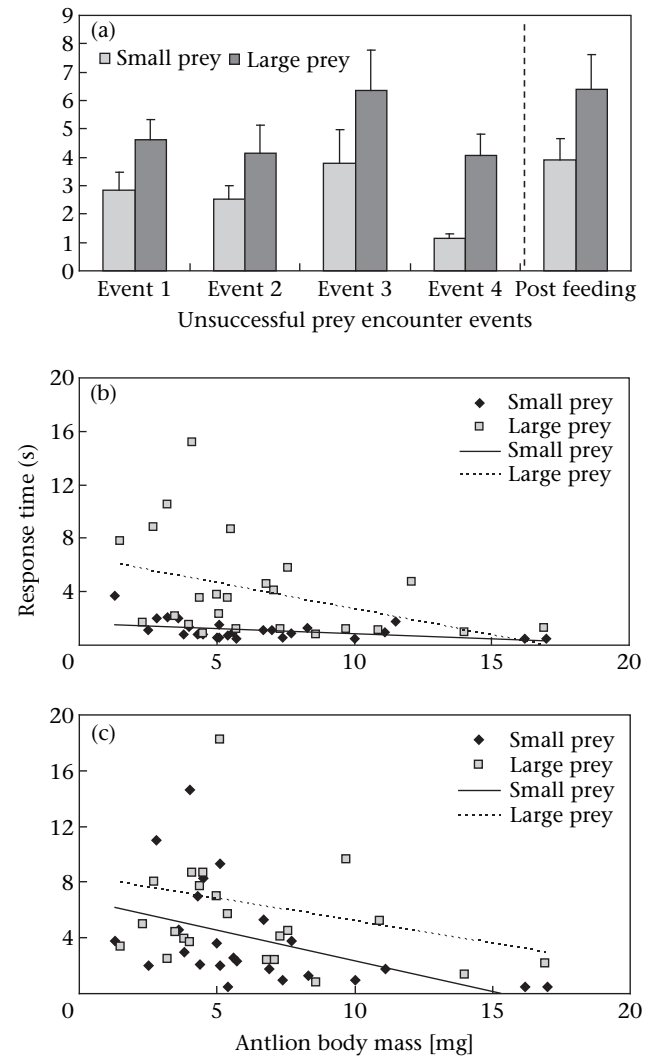 9
(a)
8
Small prey Large prey
7
6
5
4
3
2
1
0
Event 1 Event 2 Event 3 Event 4 Post feeding
Unsuccessful prey encounter events
Response time (s)
20
(b)
Small prey
16
Large prey
Small prey
12
Large prey
8
4
0 5 10 15 20
20
(c)
Small prey
16
Large prey
Small prey
12
Large prey
8
4
0 5 10 15 20
Antlion body mass [mg]